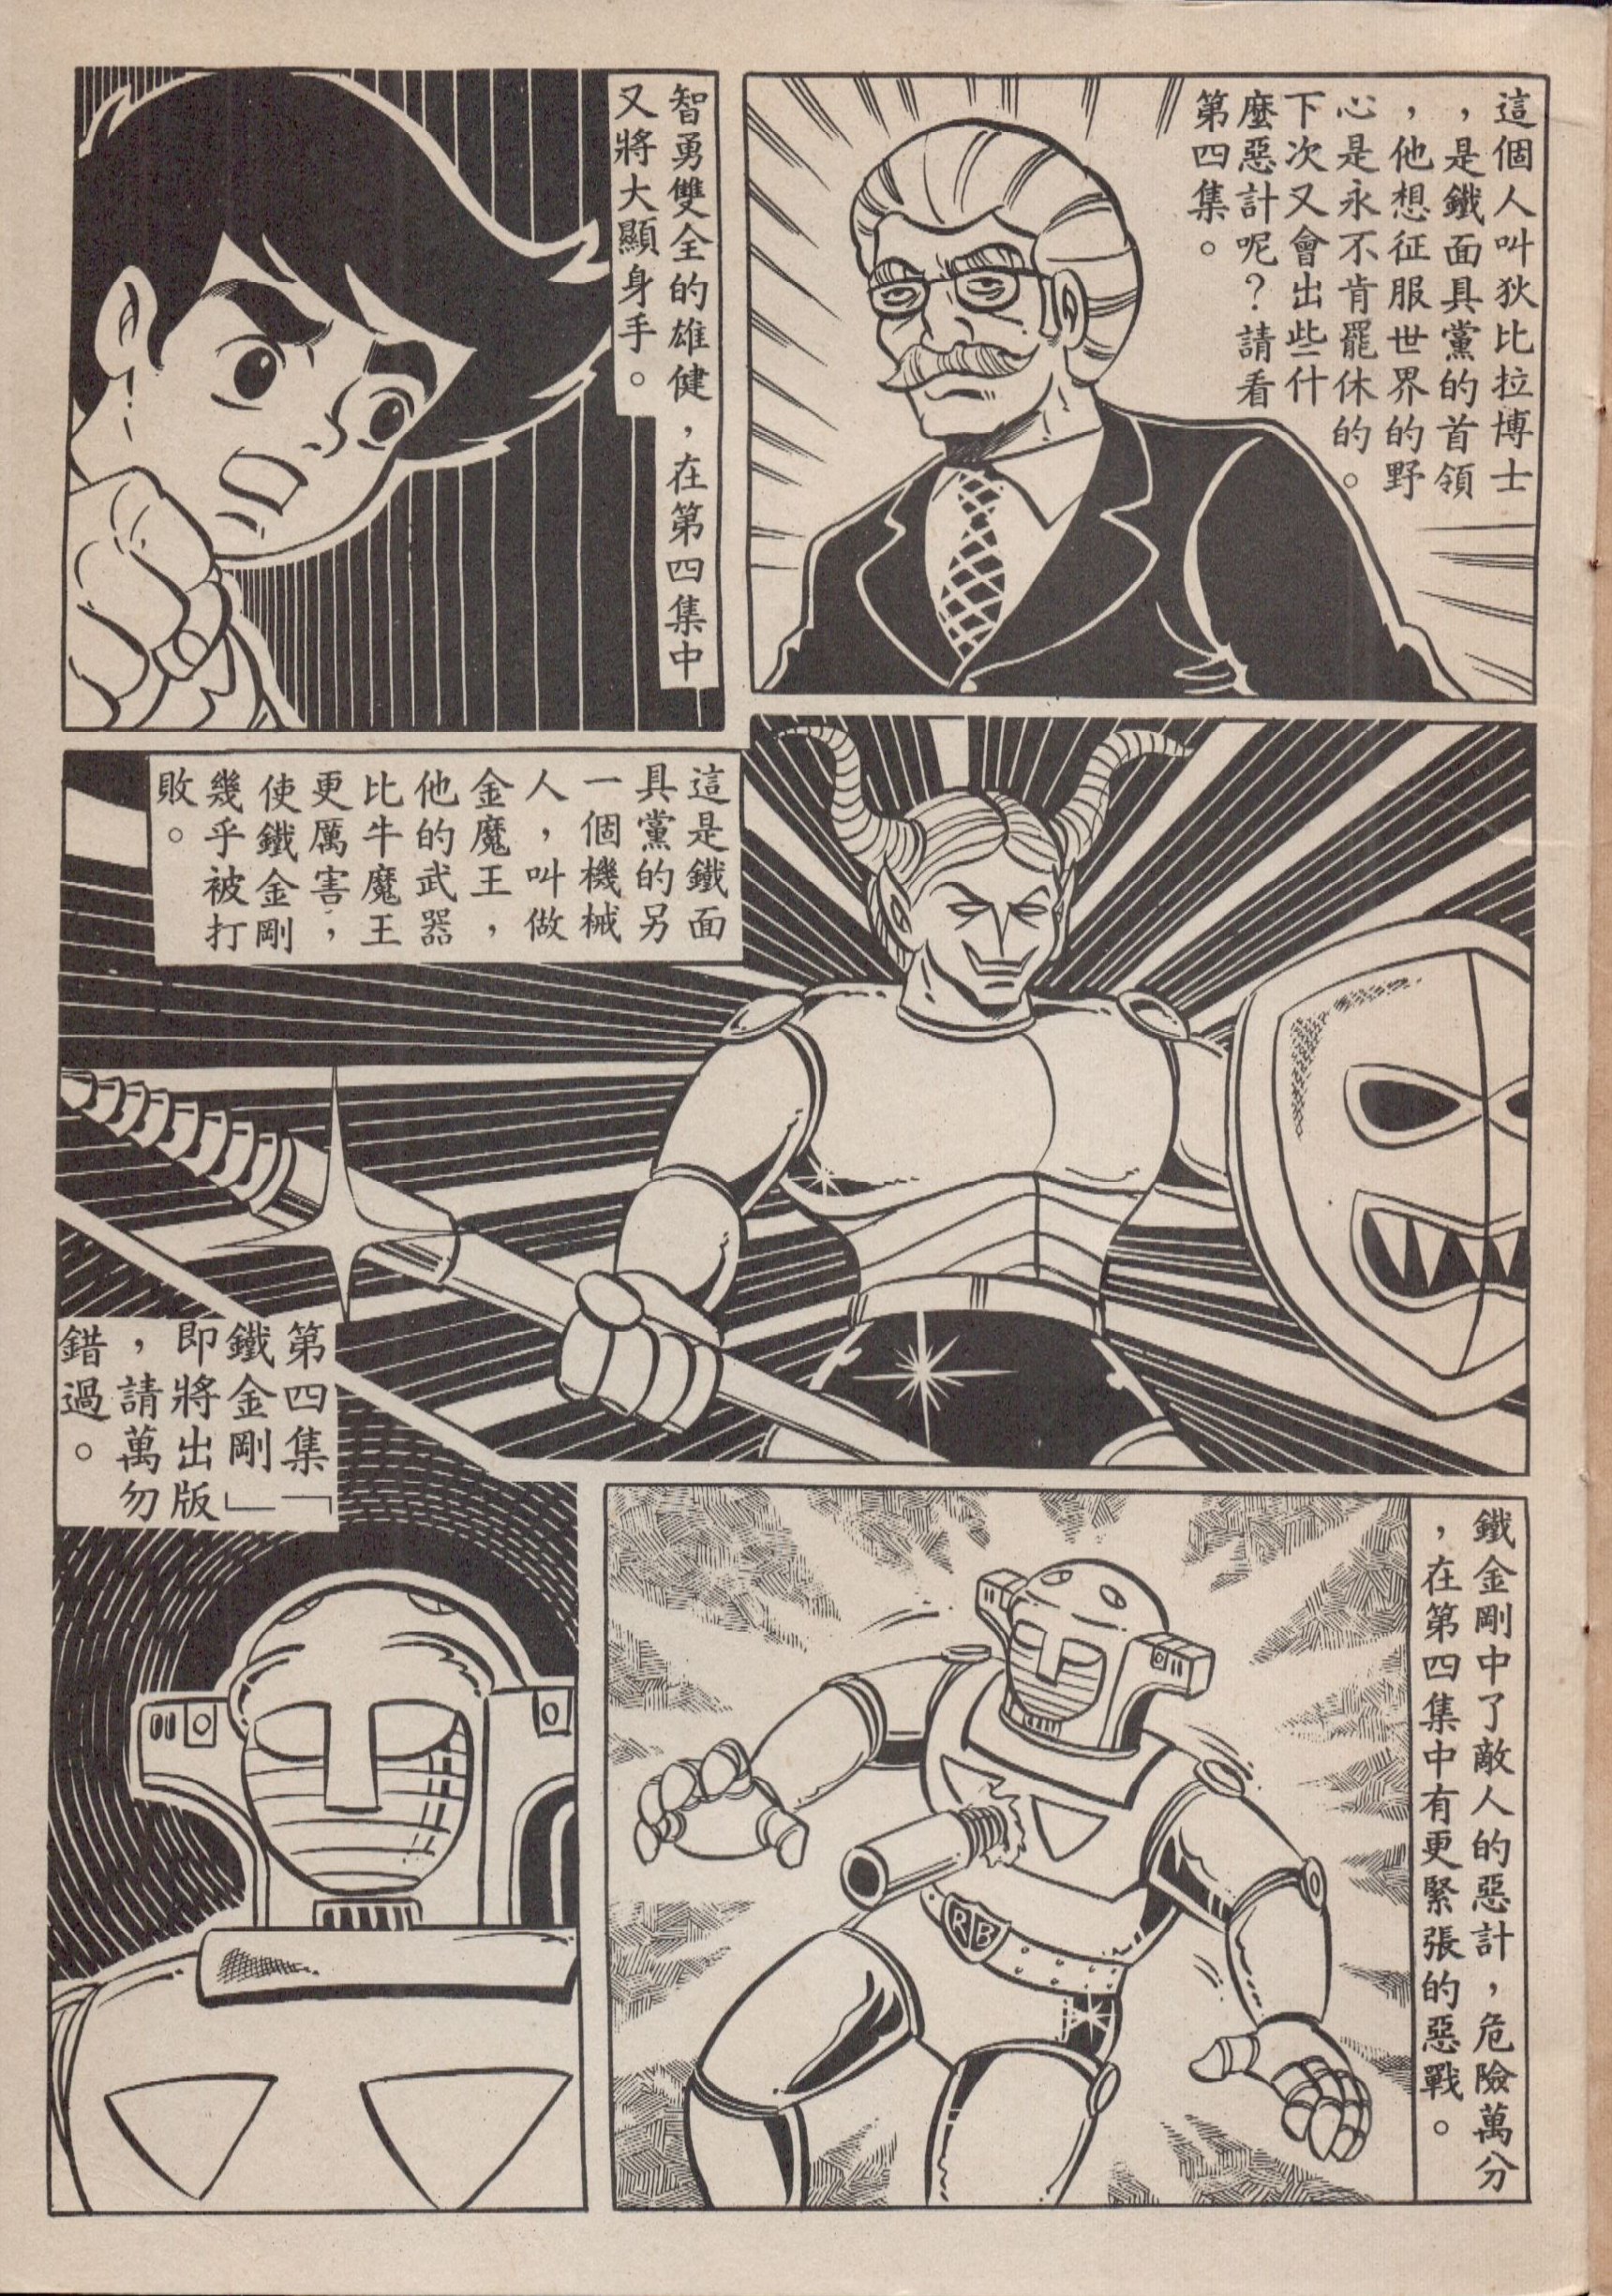 這個人叫狄比拉博士
，是鐵面具黨的首領
，他想征服世界的野
心是永不肯罷休的。
下次又會出些什
麼惡計呢？請看
第四集。
智勇雙全的雄健，在第四集中
又將大顯身手。
這是鐵面
具黨的另
一個機械
人，叫做
金魔王，
他的武器
比牛魔王
更厲害，
使鐵金剛
幾乎被打
敗。
鐵金剛中了敵人的惡計，危險萬分
，在第四集中有更緊張的惡戰。
RB
第四集「
鐵金剛」
即將出版
，請萬勿
錯過。